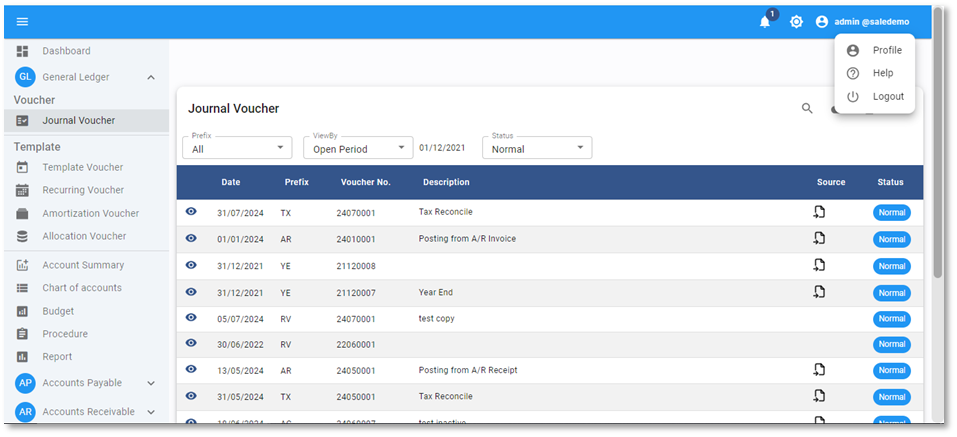 1
admin @saledemo
Profile
Help
Logout
Dashboard
GL General Ledger
Voucher
Journal Voucher
Template
Template Voucher
Recurring Voucher
Amortization Voucher
Allocation Voucher
Account Summary
Chart of accounts
Budget
Procedure
Report
AP Accounts Payable
AR Accounts Receivable
Journal Voucher
Prefix ViewBy Status
All Open Period 01/12/2021 Normal
Date Prefix Voucher No. Description Source Status
31/07/2024 TX 24070001 Tax Reconcile Normal
01/01/2024 AR 24010001 Posting from A/R Invoice Normal
31/12/2021 YE 21120008 Normal
31/12/2021 YE 21120007 Year End Normal
05/07/2024 RV 24070001 test copy Normal
30/06/2022 RV 22060001 Normal
13/05/2024 AR 24050001 Posting from A/R Receipt Normal
31/05/2024 TX 24050001 Tax Reconcile Normal
test inactive Normal